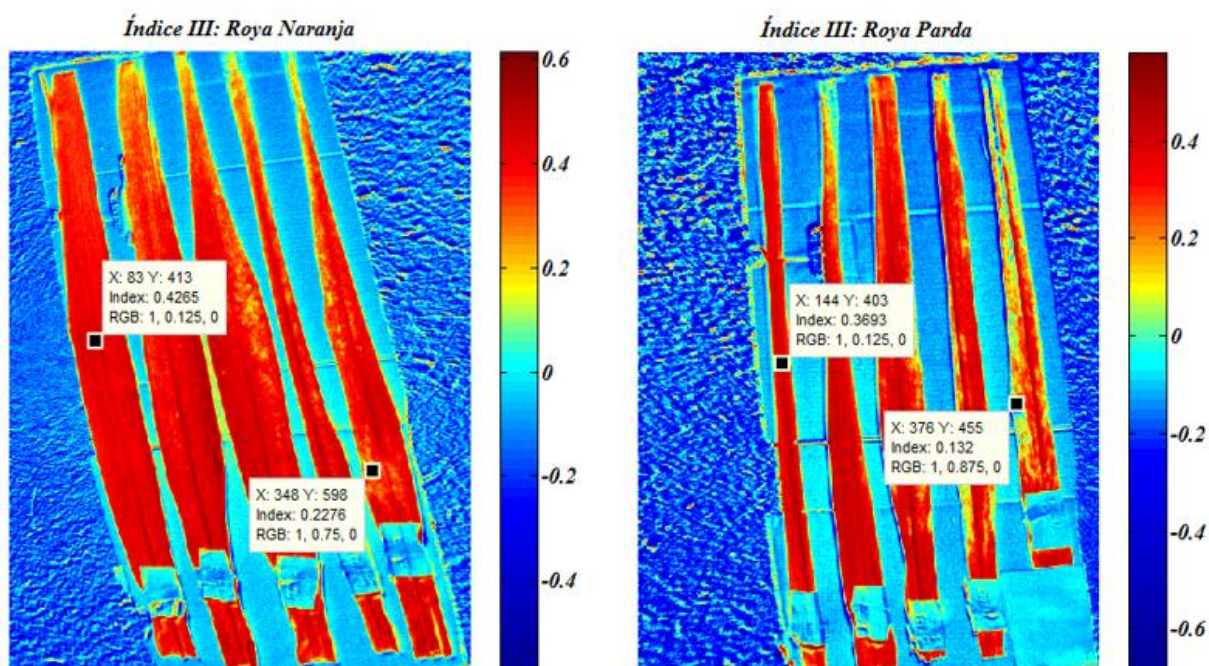 Índice III: Roya Naranja
0.6
0.4
0.2
0
-0.2
-0.4
X: 83 Y: 413
Index: 0.4265
RGB: 1, 0.125, 0
X: 348 Y: 598
Index: 0.2276
RGB: 1, 0.75, 0
Índice III: Roya Parda
0.4
0.2
0
-0.2
-0.4
-0.6
X: 144 Y: 403
Index: 0.3693
RGB: 1, 0.125, 0
X: 376 Y: 455
Index: 0.132
RGB: 1, 0.875, 0